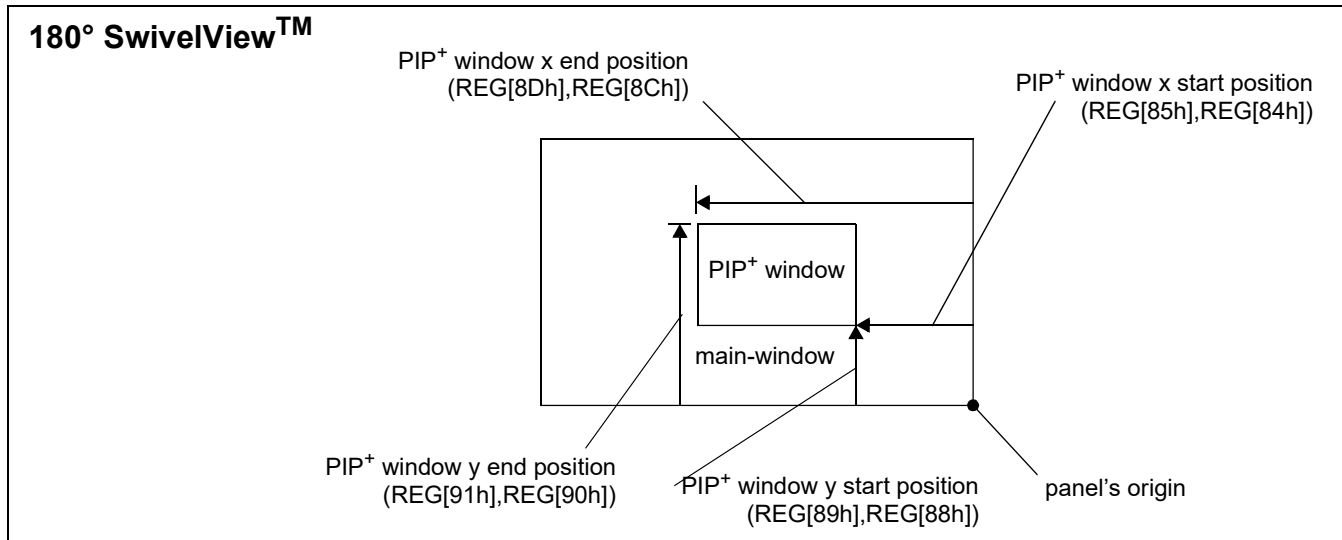 180° SwivelView™
PIP⁺ window x end position
(REG[8Dh],REG[8Ch])
PIP⁺ window x start position
(REG[85h],REG[84h])
PIP⁺ window
main-window
PIP⁺ window y end position
(REG[91h],REG[90h])
PIP⁺ window y start position
(REG[89h],REG[88h])
panel's origin